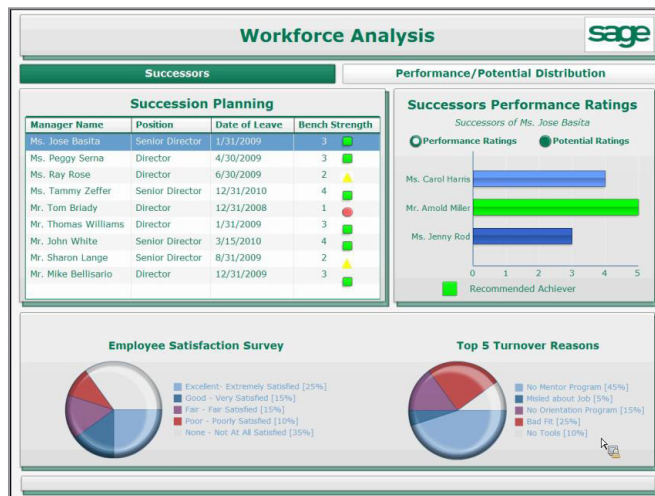 Workforce Analysis
sage
Successors
Performance/Potential Distribution
Succession Planning
Manager Name Position Date of Leave Bench Strength
Ms. Jose Basita Senior Director 1/31/2009 3
Ms. Peggy Serna Director 4/30/2009 3
Ms. Ray Rose Director 6/30/2009 2
Ms. Tammy Zeffer Senior Director 12/31/2010 4
Mr. Tom Briady Director 12/31/2008 1
Mr. Thomas Williams Director 1/31/2009 3
Mr. John White Senior Director 3/15/2010 4
Mr. Sharon Lange Senior Director 8/31/2009 2
Mr. Mike Bellisario Director 12/31/2009 3
Successors Performance Ratings
Successors of Ms. Jose Basita
Performance Ratings Potential Ratings
Ms. Carol Harris
Mr. Arnold Miller
Ms. Jenny Rod
0 1 2 3 4 5
Recommended Achiever
Employee Satisfaction Survey
Excellent- Extremely Satisfied [25%]
Good - Very Satisfied [15%]
Fair - Fair Satisfied [15%]
Poor - Poorly Satisfied [10%]
None - Not At All Satisfied [35%]
Top 5 Turnover Reasons
No Mentor Program [45%]
Misled about Job [5%]
No Orientation Program [15%]
Bad Fit [25%]
No Tools [10%]